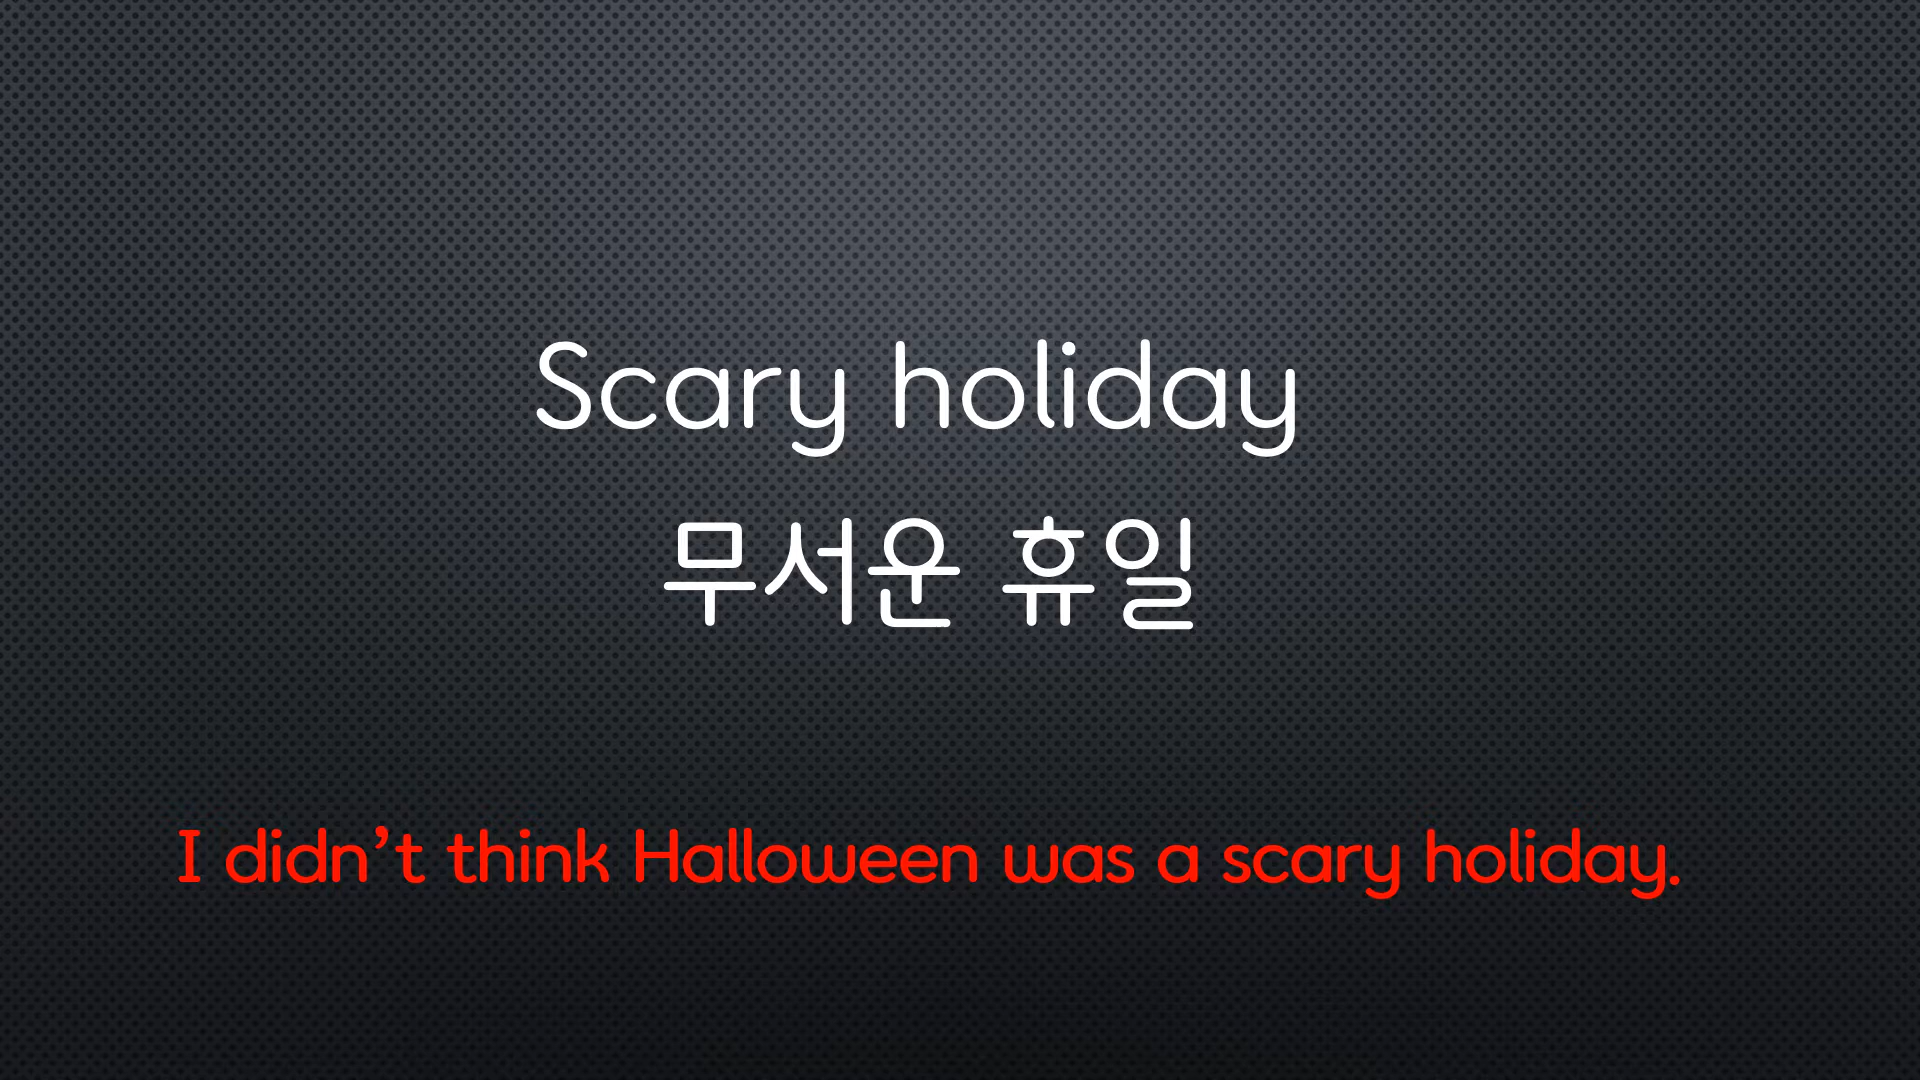 Scary holiday
무서운 휴일
I didn’t think Halloween was a scary holiday.